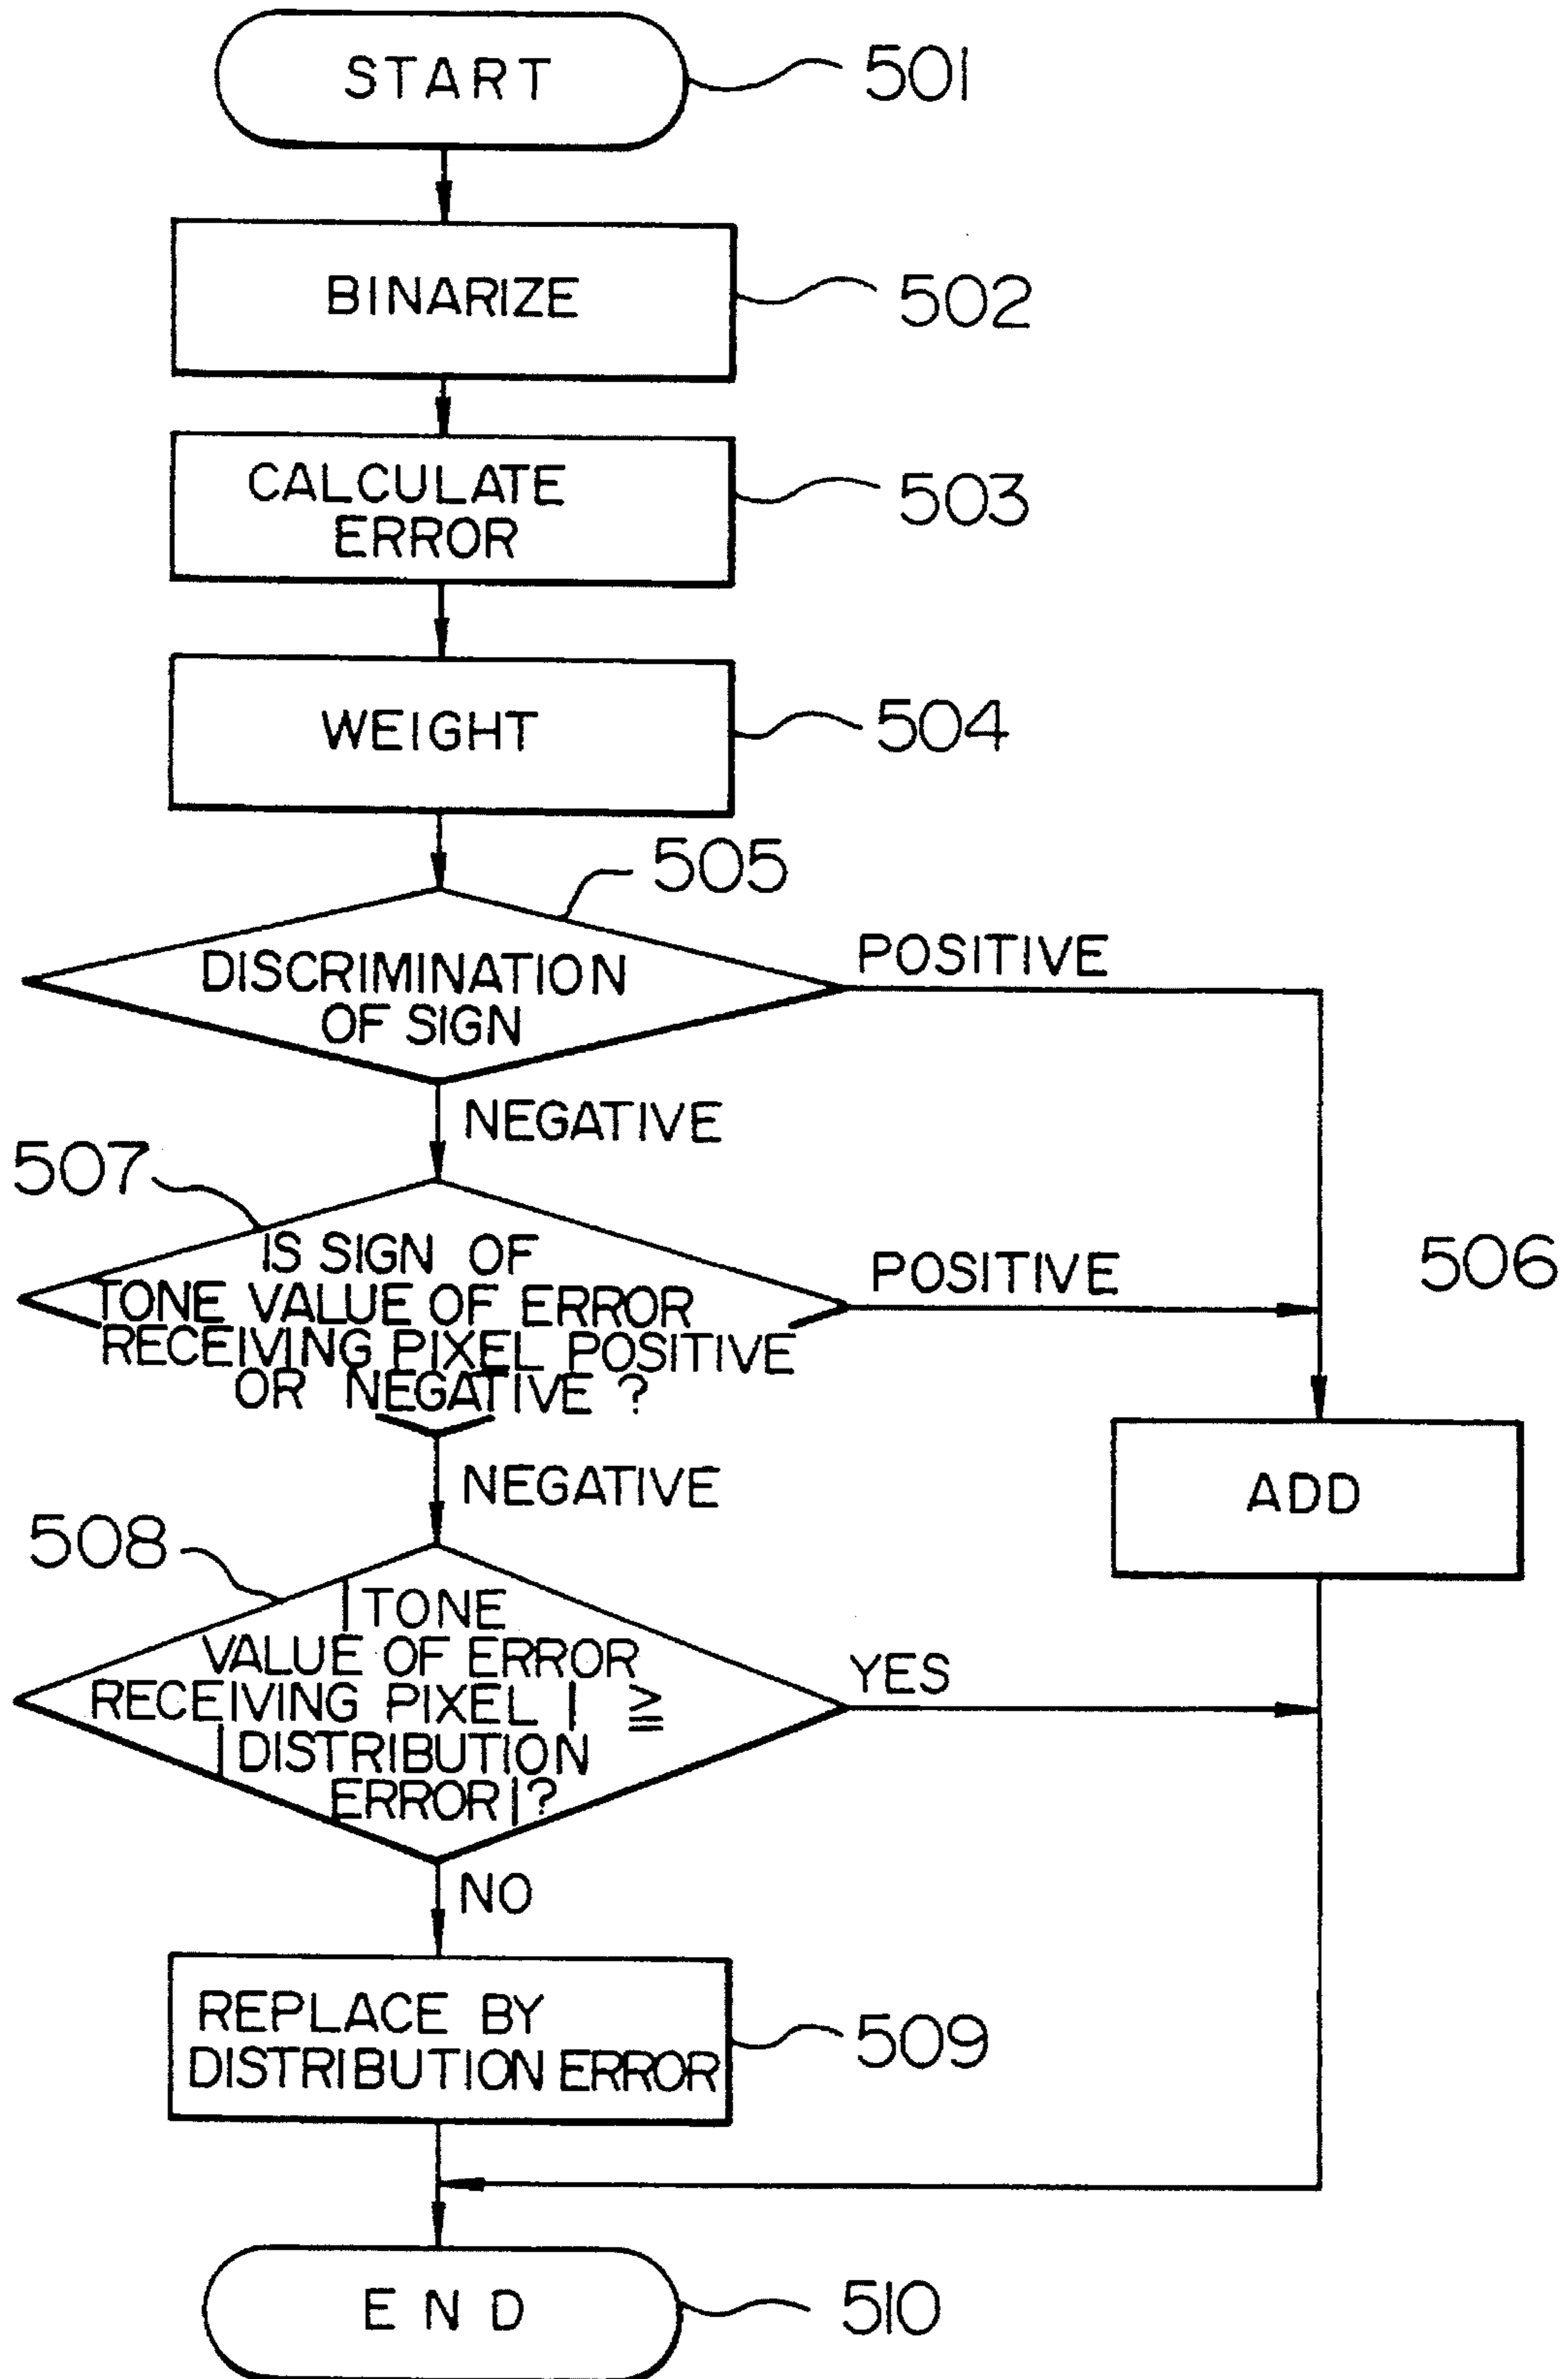 START
501
BINARIZE
502
CALCULATE
ERROR
503
WEIGHT
504
505
DISCRIMINATION
OF SIGN
POSITIVE
NEGATIVE
507
IS SIGN OF
TONE VALUE OF ERROR
RECEIVING PIXEL POSITIVE
OR NEGATIVE ?
POSITIVE
506
NEGATIVE
ADD
508
|TONE
VALUE OF ERROR
RECEIVING PIXEL | ≧
|DISTRIBUTION
ERROR|?
YES
NO
REPLACE BY
DISTRIBUTION ERROR
509
END
510